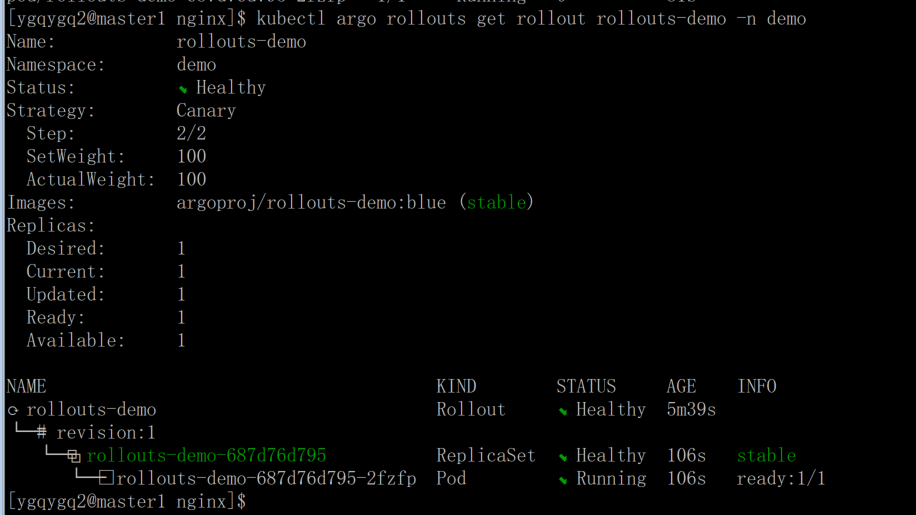 [ygqygq2@master1 nginx]$ kubectl argo rollouts get rollout rollouts-demo -n demo
Name: rollouts-demo
Namespace: demo
Status: ✔ Healthy
Strategy: Canary
Step: 2/2
SetWeight: 100
ActualWeight: 100
Images: argoproj/rollouts-demo:blue (stable)
Replicas:
Desired: 1
Current: 1
Updated: 1
Ready: 1
Available: 1
NAME KIND STATUS AGE INFO
⟳ rollouts-demo Rollout ✔ Healthy 5m39s
└──# revision:1
└──⧉ rollouts-demo-687d76d795 ReplicaSet ✔ Healthy 106s stable
└──□ rollouts-demo-687d76d795-2fzfp Pod ✔ Running 106s ready:1/1
[ygqygq2@master1 nginx]$